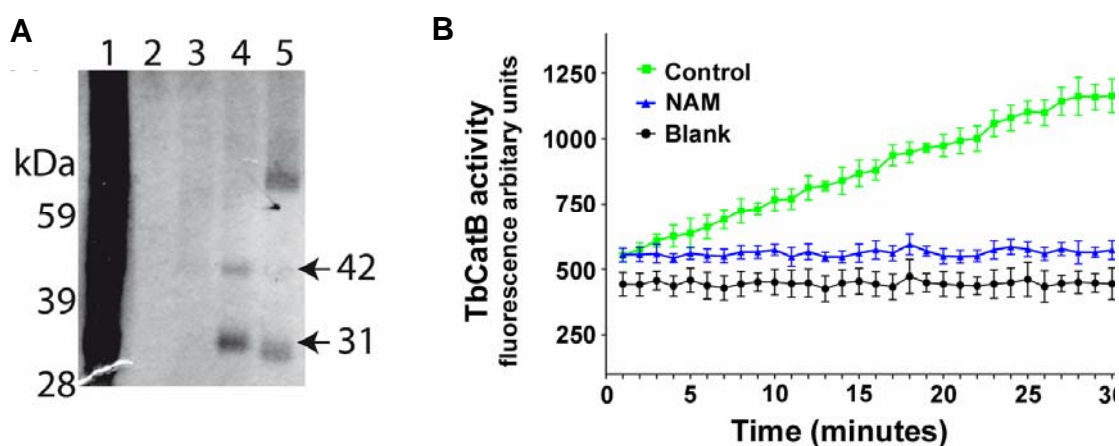 A
1 2 3 4 5
kDa
59
42
39
31
28
B
TbCatB activity
fluorescence arbitary units
1250
1000
750
500
250
Control
NAM
Blank
0 5 10 15 20 25 30
Time (minutes)